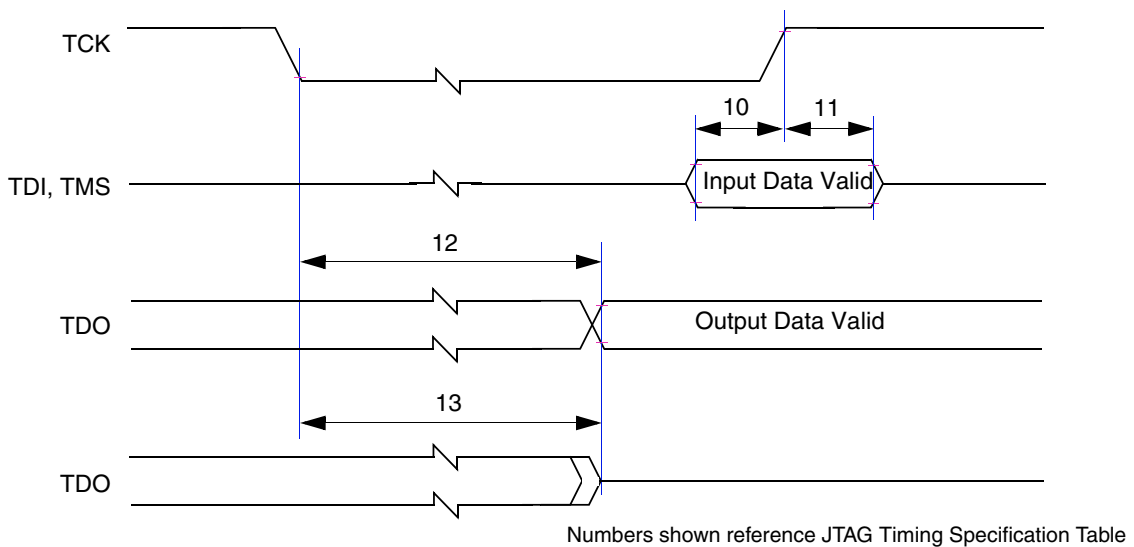 TCK
10
11
TDI, TMS
Input Data Valid
12
TDO
Output Data Valid
13
TDO
Numbers shown reference JTAG Timing Specification Table